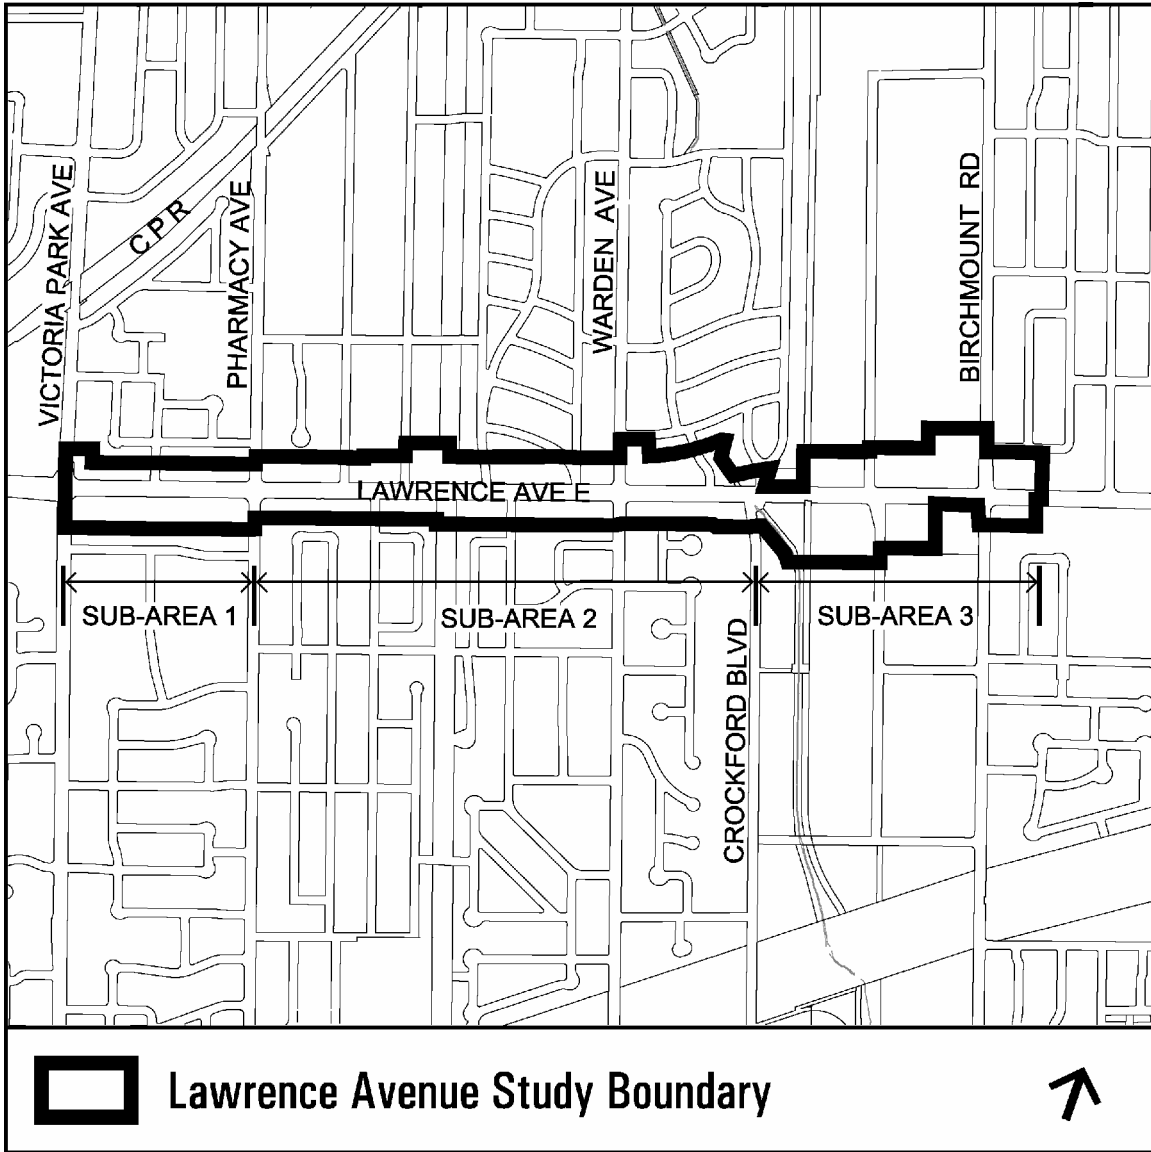 VICTORIA PARK AVE
CPR
PHARMACY AVE
WARDEN AVE
BIRCHMOUNT RD
LAWRENCE AVE E
SUB-AREA 1
SUB-AREA 2
SUB-AREA 3
CROCKFORD BLVD
Lawrence Avenue Study Boundary